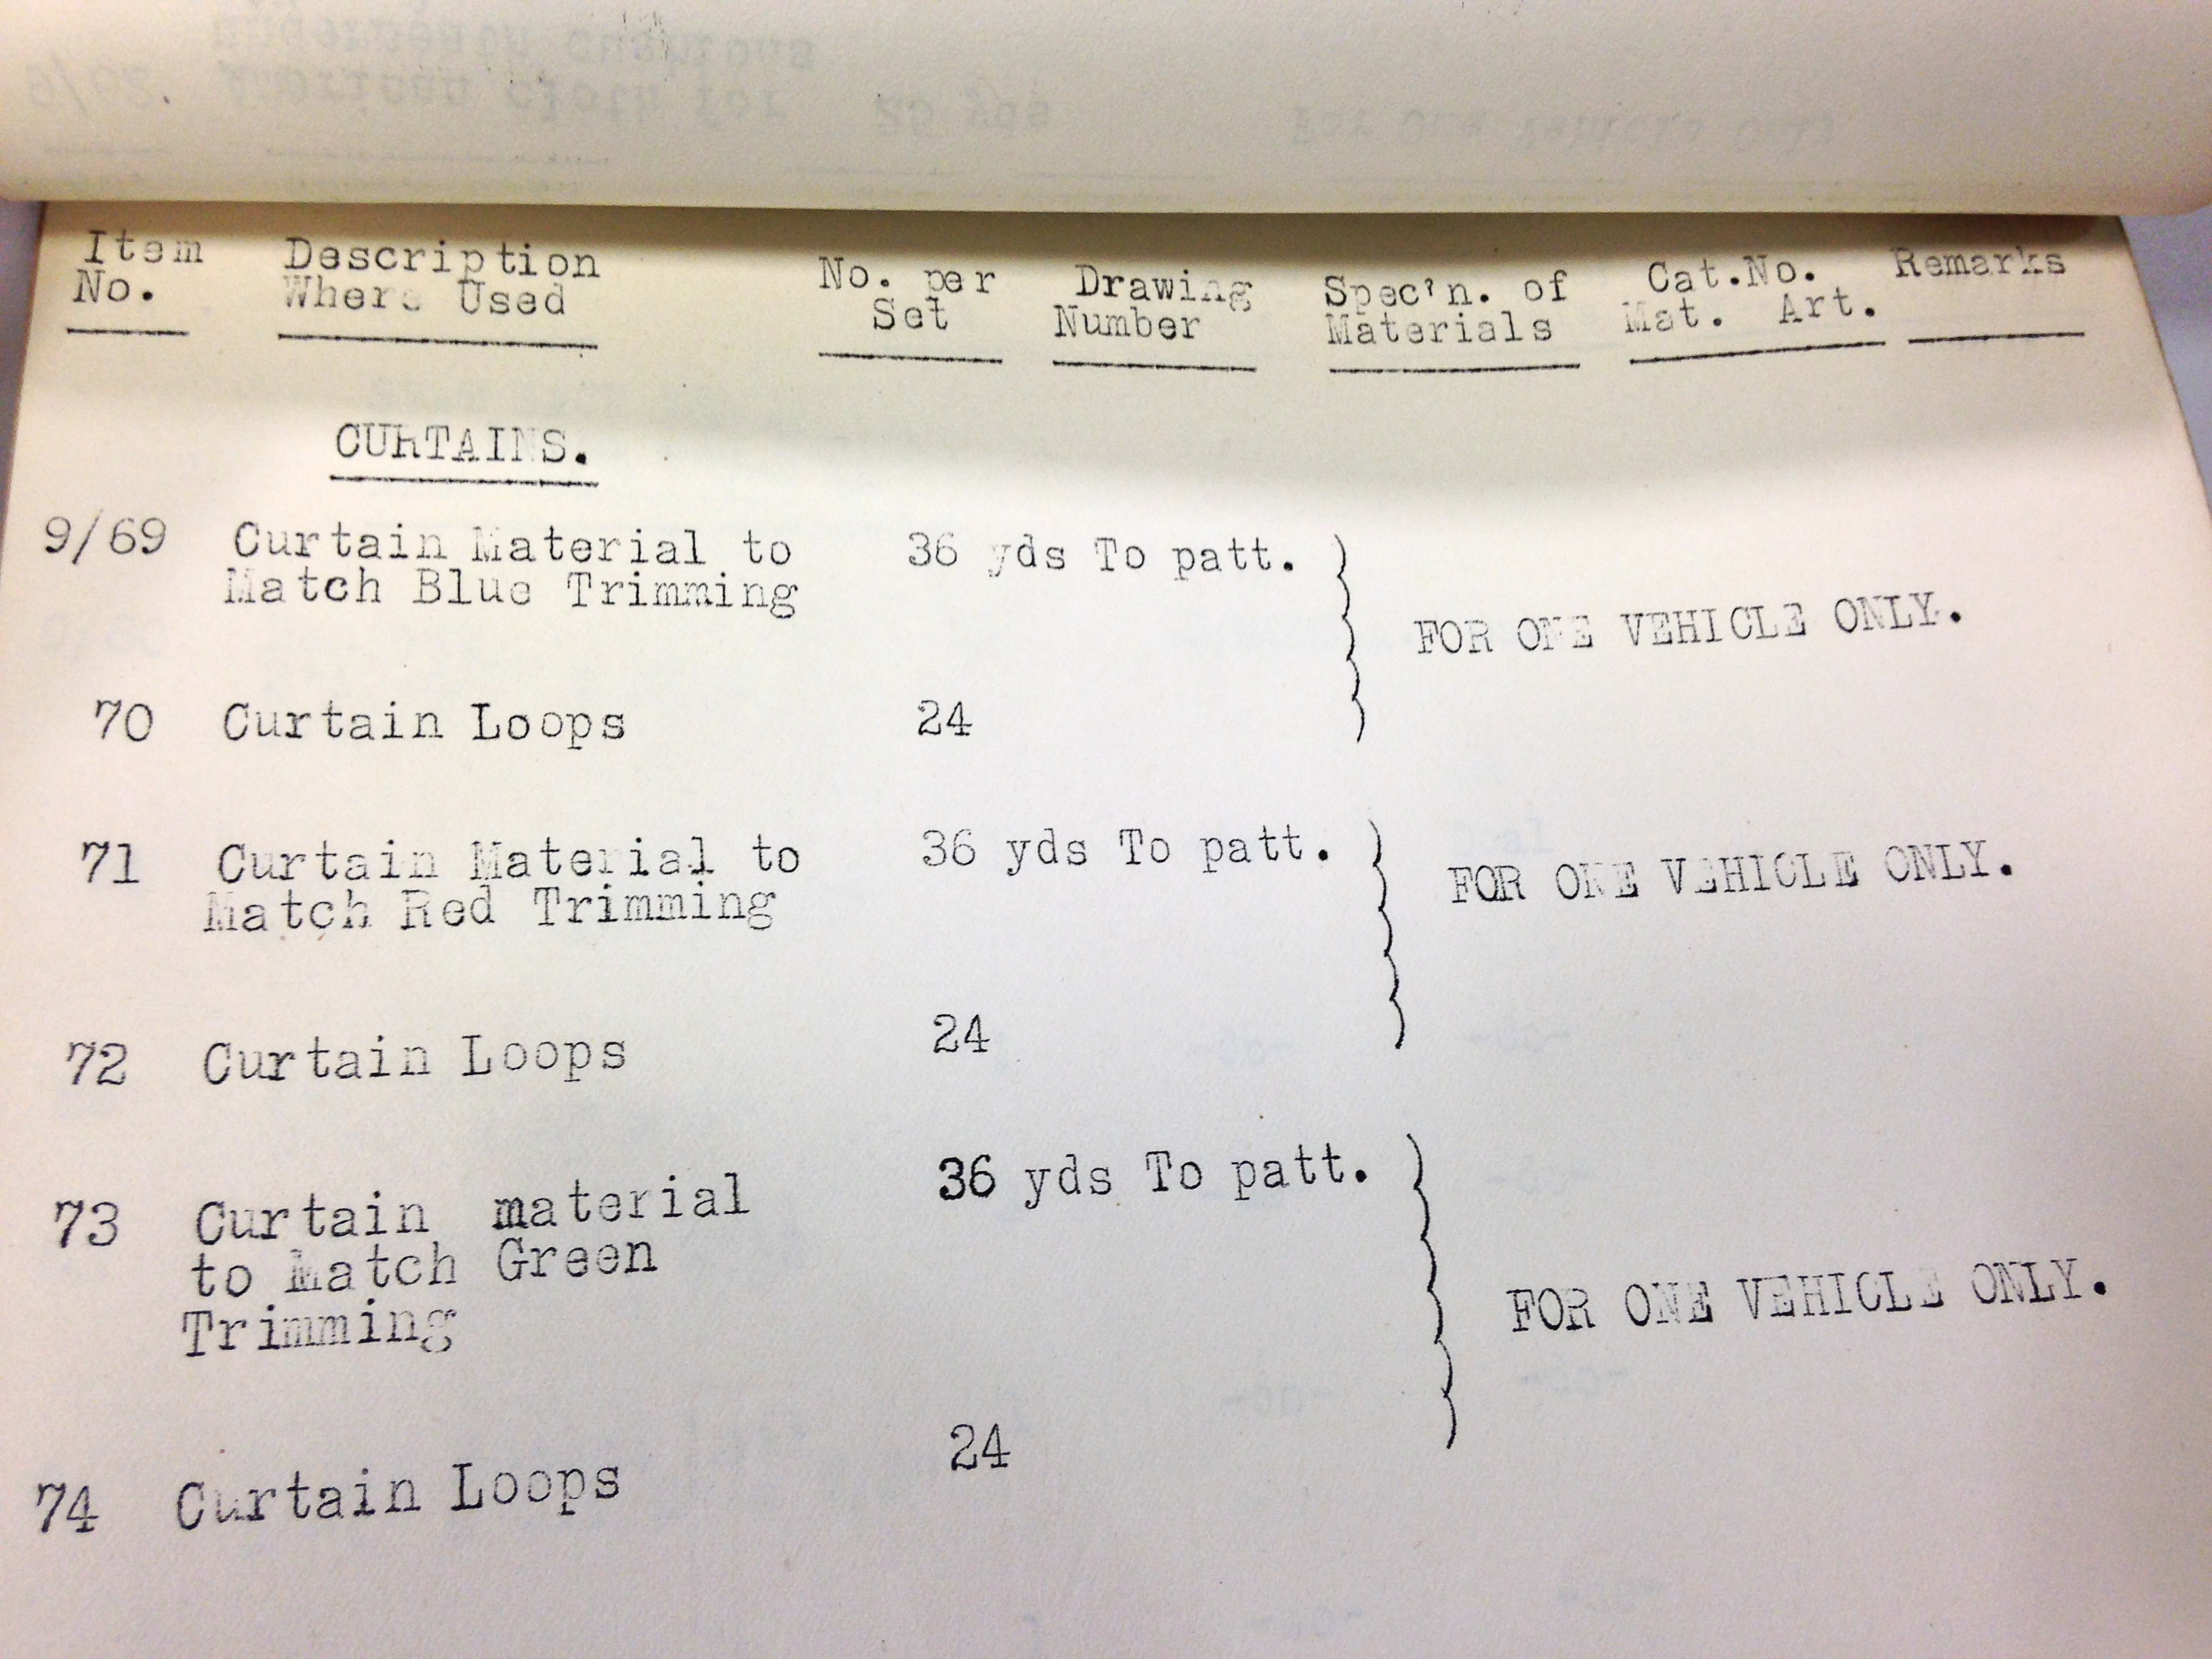 Item Description No. per Drawing Spec'n. of Cat.No. Remarks
No. Where Used Set Number Materials Mat. Art.
CURTAINS.
9/69 Curtain Material to 36 yds To patt.
Match Blue Trimming
FOR ONE VEHICLE ONLY.
70 Curtain Loops 24
71 Curtain Material to 36 yds To patt.
Match Red Trimming
FOR ONE VEHICLE ONLY.
72 Curtain Loops 24
73 Curtain material 36 yds To patt.
to Match Green
Trimming
FOR ONE VEHICLE ONLY.
74 Curtain Loops 24